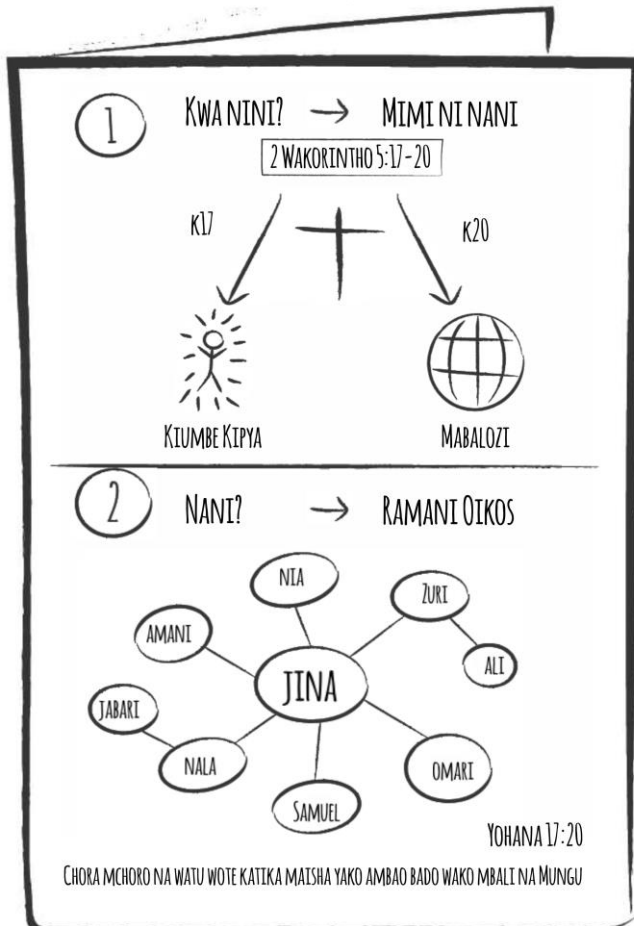 1
KWA NINI? → MIMI NI NANI
2 WAKORINTHO 5:17-20
K17
K20
KIUMBE KIPYA
MABALOZI
2
NANI? → RAMANI OIKOS
NIA
ZURI
AMANI
ALI
JINA
JABARI
NALA
OMARI
SAMUEL
YOHANA 17:20
CHORA MCHORO NA WATU WOTE KATIKA MAISHA YAKO AMBAO BADO WAKO MBALI NA MUNGU